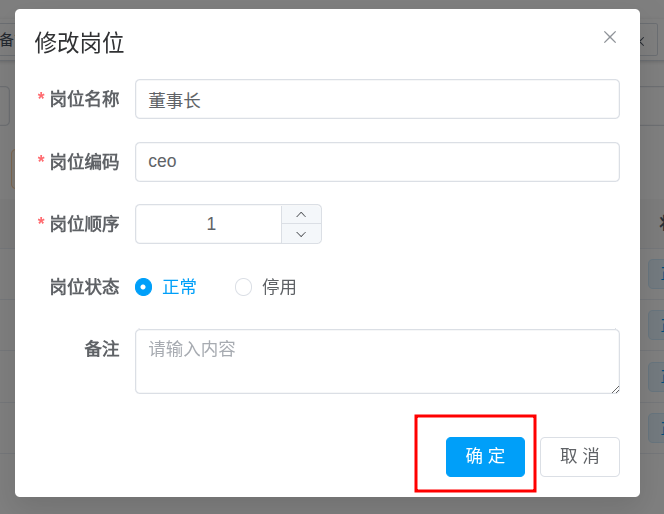 修改岗位
* 岗位名称 董事长
* 岗位编码 ceo
* 岗位顺序 1
岗位状态 正常 停用
备注 请输入内容
确 定 取 消
备